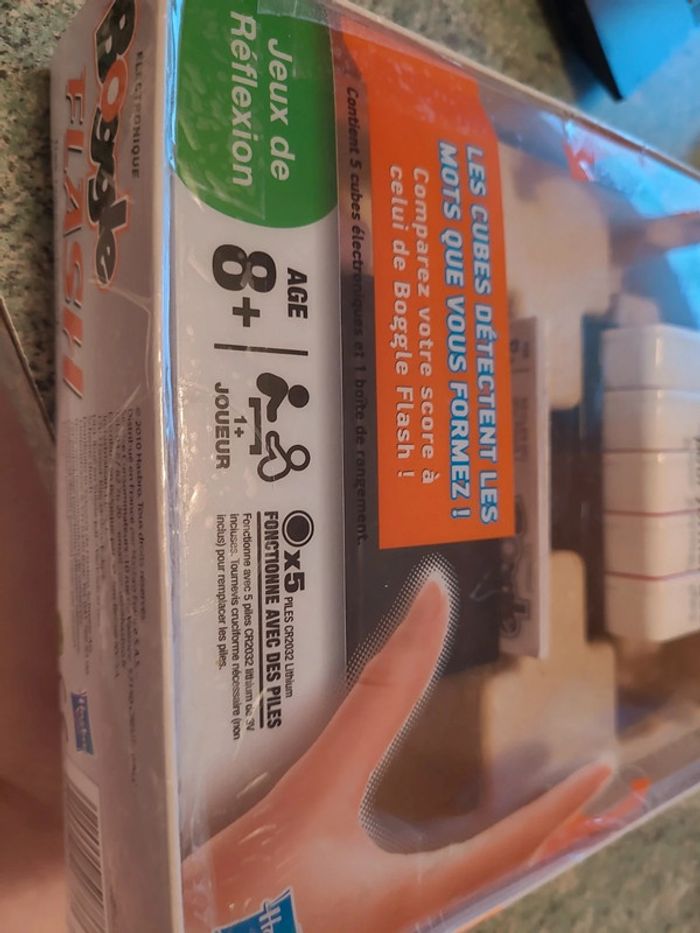 Jeux de
Réflexion
LES CUBES DÉTECTENT LES
MOTS QUE VOUS FORMEZ !
Comparez votre score à
celui de Boggle Flash !
Contient 5 cubes électroniques et 1 boîte de rangement.
AGE
8+
1+
JOUEUR
x5 PILES CR2032 Lithium
FONCTIONNE AVEC DES PILES
Fonctionne avec 5 piles CR2032 lithium de 3V
incluses. Tournevis cruciforme nécessaire (non
inclus) pour remplacer les piles.
ELECTRONIQUE
Boggle
FLASH
© 2010 Hasbro. Tous droits réservés.
Hasbro